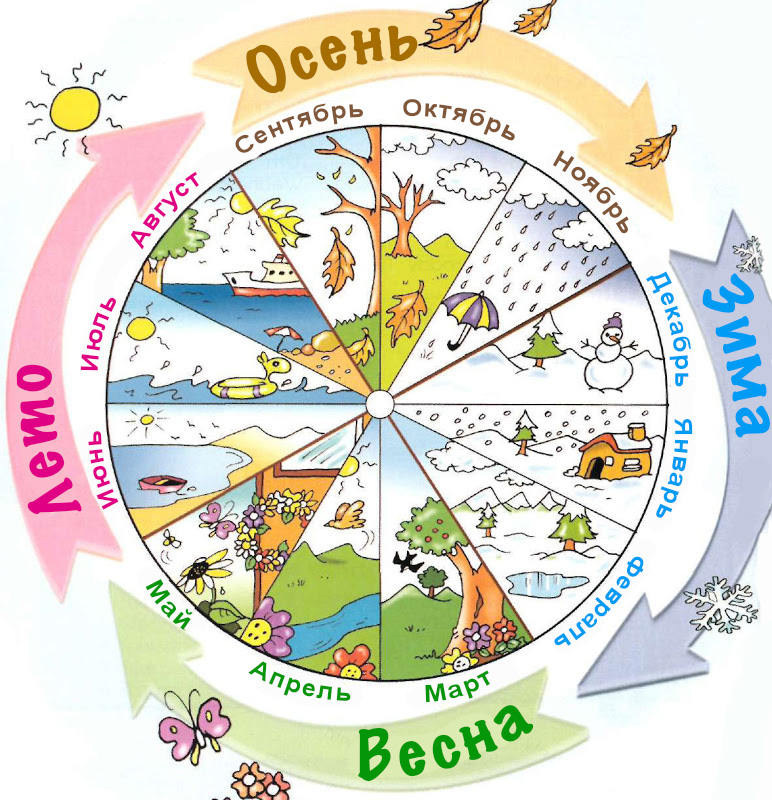 Осень
Сентябрь
Октябрь
Ноябрь
Зима
Декабрь
Январь
Февраль
Весна
Март
Апрель
Май
Лето
Июнь
Июль
Август